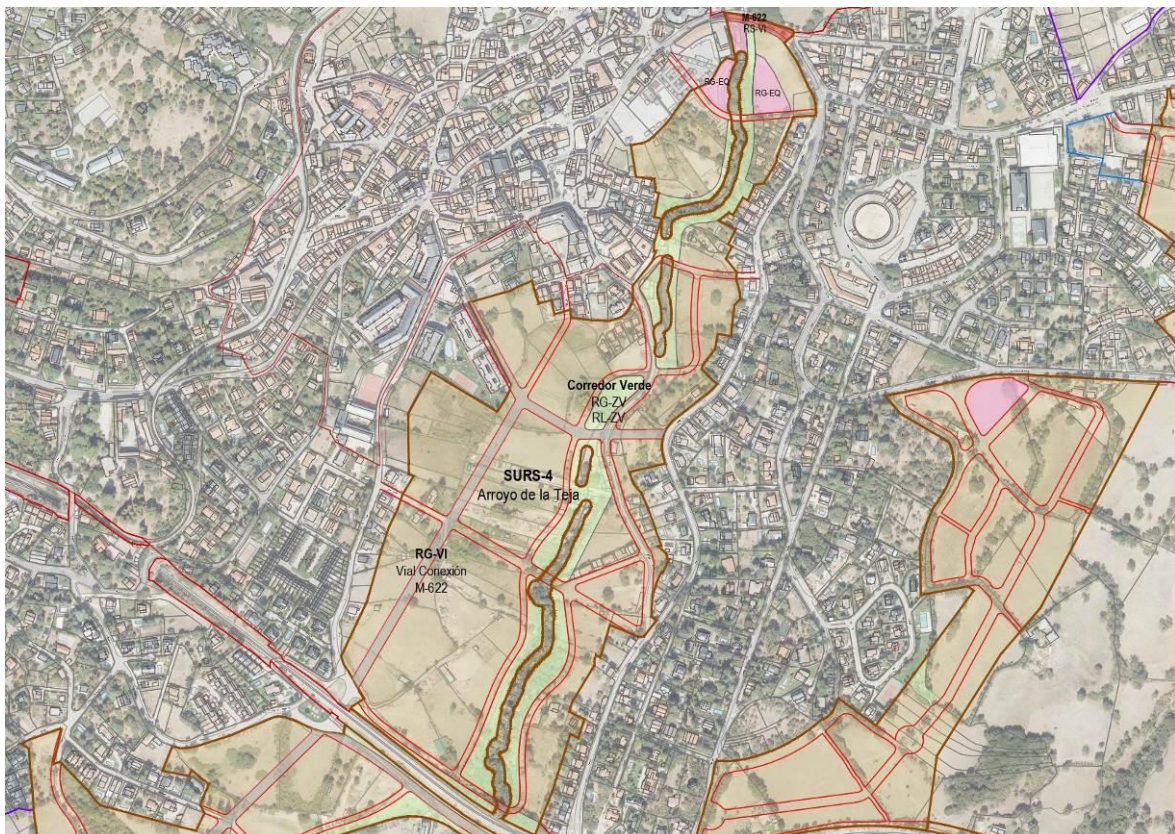 M-622
RS-VI
RG-EQ
RG-EQ
Corredor Verde
RG-ZV
RL-ZV
SURS-4
Arroyo de la Teja
RG-VI
Vial Conexión
M-622